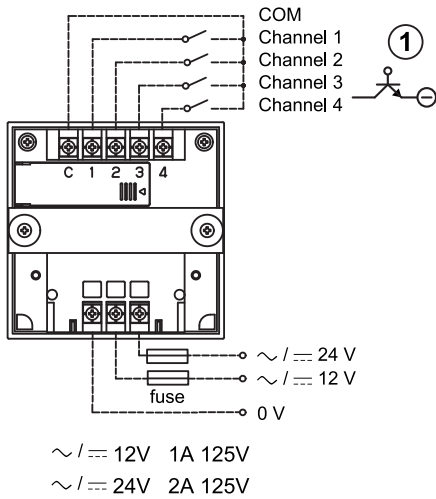 COM
Channel 1
Channel 2
Channel 3
Channel 4
1
C 1 2 3 4
∼ / ⎓ 24 V
∼ / ⎓ 12 V
fuse
0 V
∼ / ⎓ 12V 1A 125V
∼ / ⎓ 24V 2A 125V